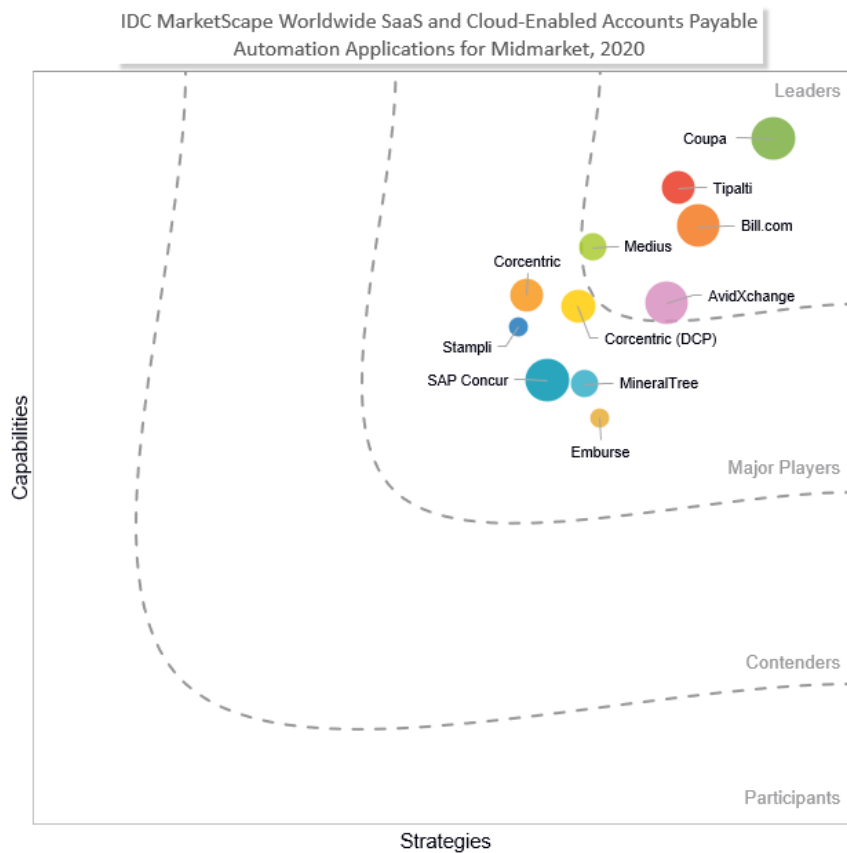 IDC MarketScape Worldwide SaaS and Cloud-Enabled Accounts Payable
Automation Applications for Midmarket, 2020
Leaders
Coupa
Tipalti
Bill.com
Medius
Corcentric
AvidXchange
Corcentric (DCP)
Stampli
SAP Concur
MineralTree
Emburse
Major Players
Capabilities
Contenders
Participants
Strategies